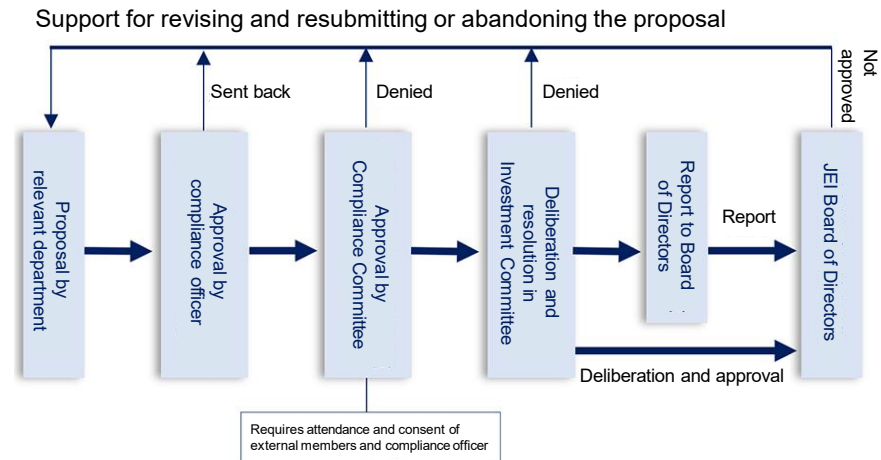 Support for revising and resubmitting or abandoning the proposal
Sent back
Denied
Denied
Not
approved
Proposal by
relevant department
Approval by
compliance officer
Approval by
Compliance Committee
Deliberation and
resolution in
Investment Committee
Report to Board
of Directors
Report
JEI Board of Directors
Deliberation and approval
Requires attendance and consent of
external members and compliance officer